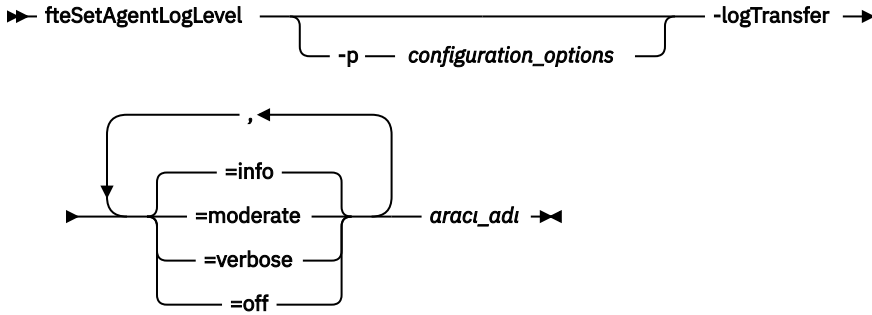 fteSetAgentLogLevel -logTransfer
-p configuration_options
,
=info
=moderate aracı_adı
=verbose
=off